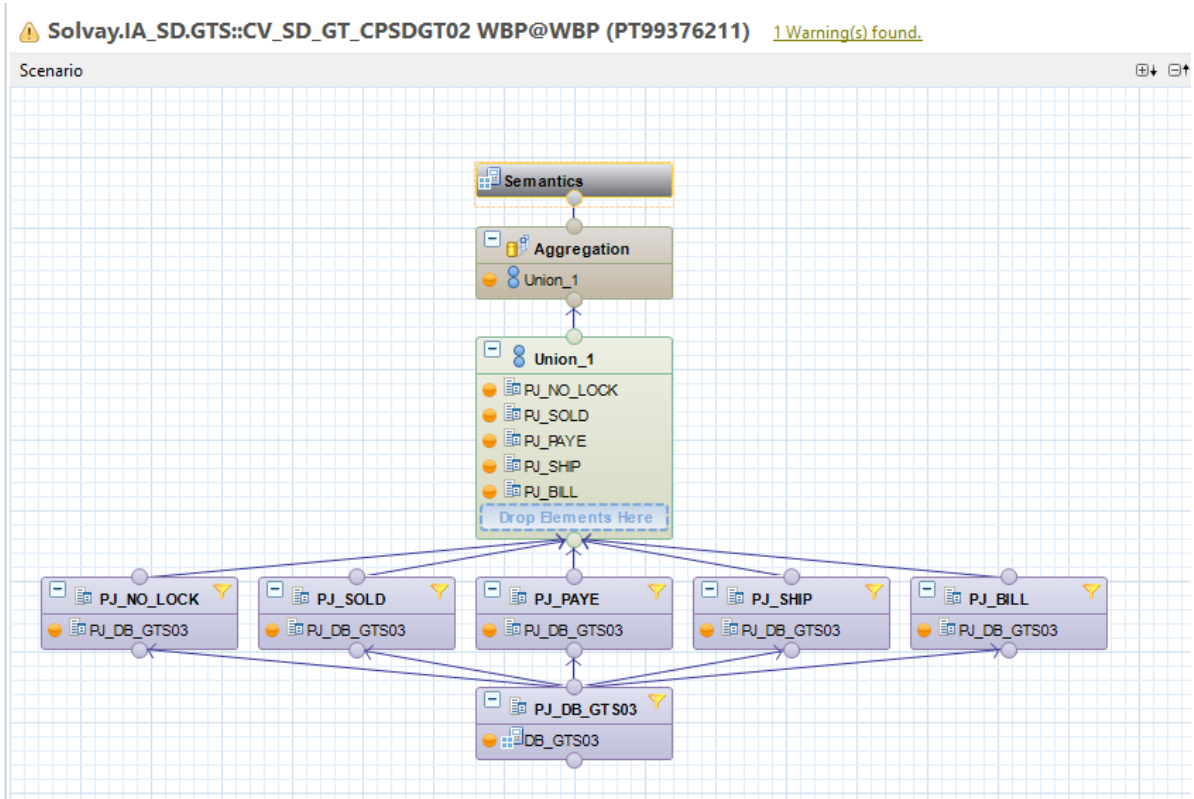 Solvay.IA_SD.GTS::CV_SD_GT_CPSDGT02 WBP@WBP (PT99376211) 1 Warning(s) found.
Scenario
Semantics
Aggregation
Union_1
Union_1
PJ_NO_LOCK
PJ_SOLD
PJ_PAYE
PJ_SHIP
PJ_BILL
Drop Elements Here
PJ_NO_LOCK PJ_SOLD PJ_PAYE PJ_SHIP PJ_BILL
PJ_DB_GTS03 PJ_DB_GTS03 PJ_DB_GTS03 PJ_DB_GTS03 PJ_DB_GTS03
PJ_DB_GTS03
DB_GTS03